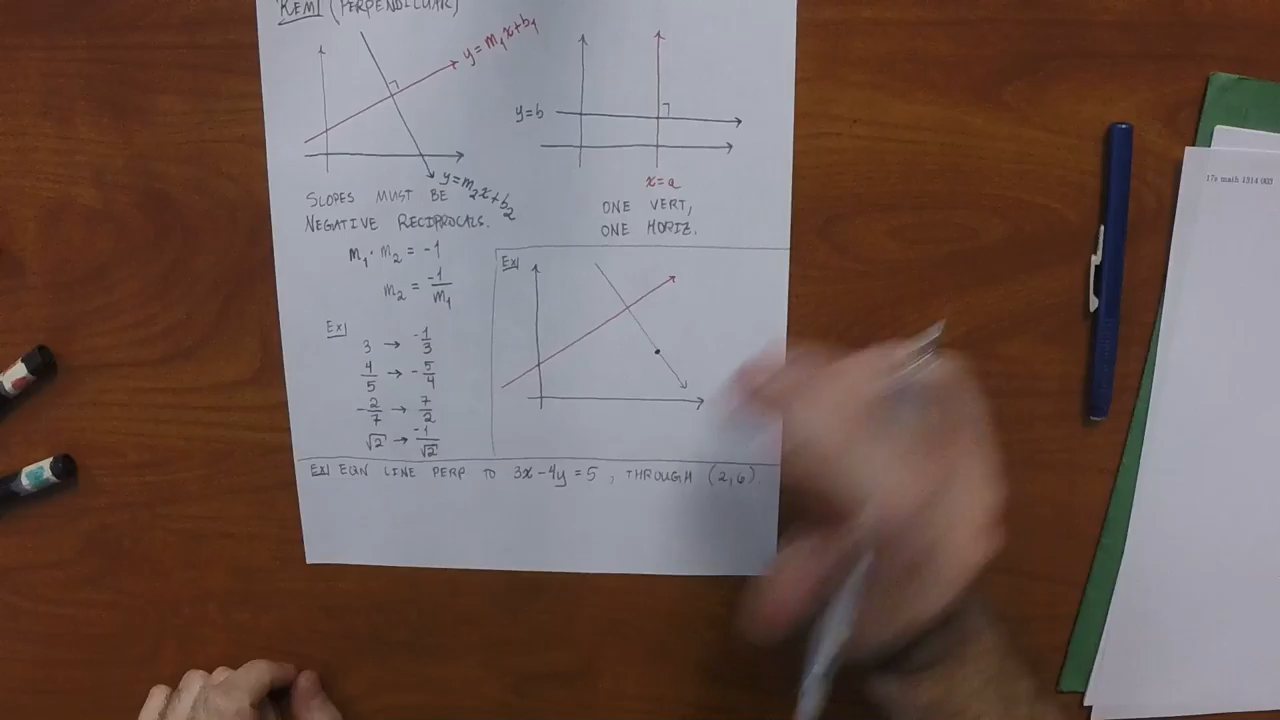 REM (PERPENDICULAR)
y=m₁x+b₁
y=m₂x+b₂
SLOPES MUST BE
NEGATIVE RECIPROCALS.
m₁·m₂ = -1
m₂ = -1/m₁
Ex
3 → -1/3
4/5 → -5/4
-2/7 → 7/2
√2 → -1/√2
y=b
x=a
ONE VERT,
ONE HORIZ.
Ex
Ex EQN LINE PERP TO 3x-4y=5, THROUGH (2,6).
17s math 1314 003